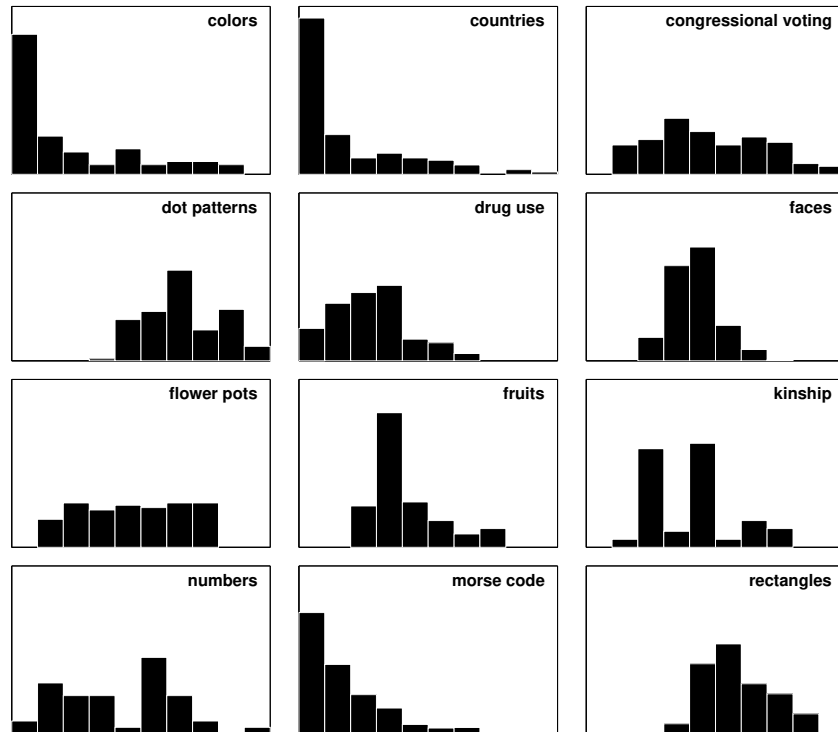 colors
countries
congressional voting
dot patterns
drug use
faces
flower pots
fruits
kinship
numbers
morse code
rectangles